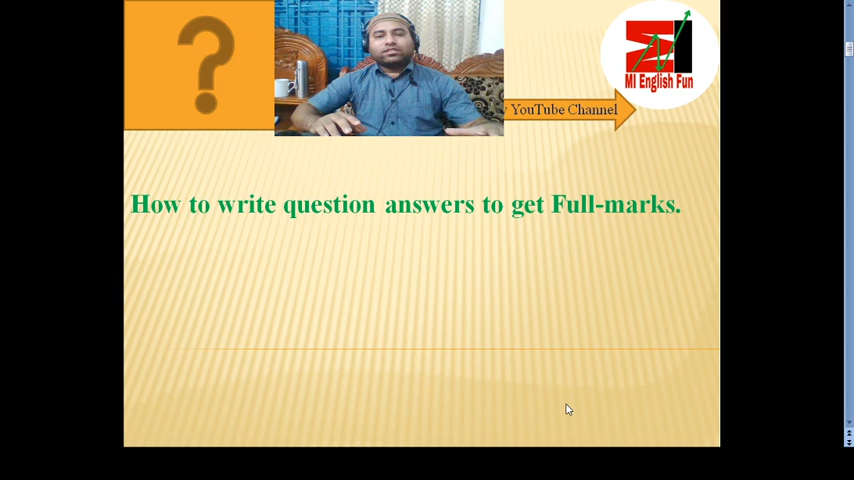 ?
MI English Fun
YouTube Channel
How to write question answers to get Full-marks.